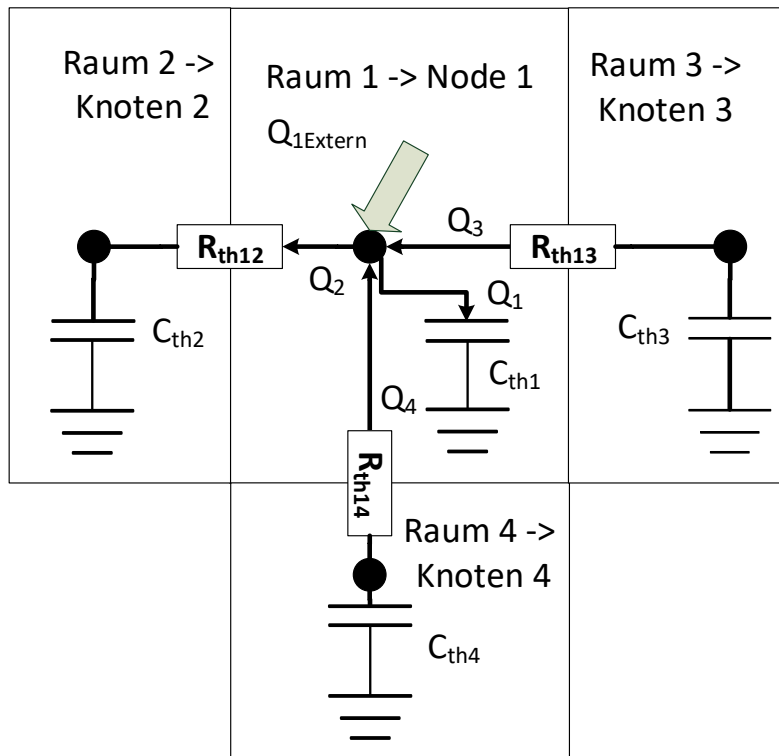 Raum 2 ->
Knoten 2
Raum 1 -> Node 1
Q1Extern
Raum 3 ->
Knoten 3
Rth12
Q3
Rth13
Q2
Q1
Cth2
Cth1
Cth3
Q4
Rth14
Raum 4 ->
Knoten 4
Cth4